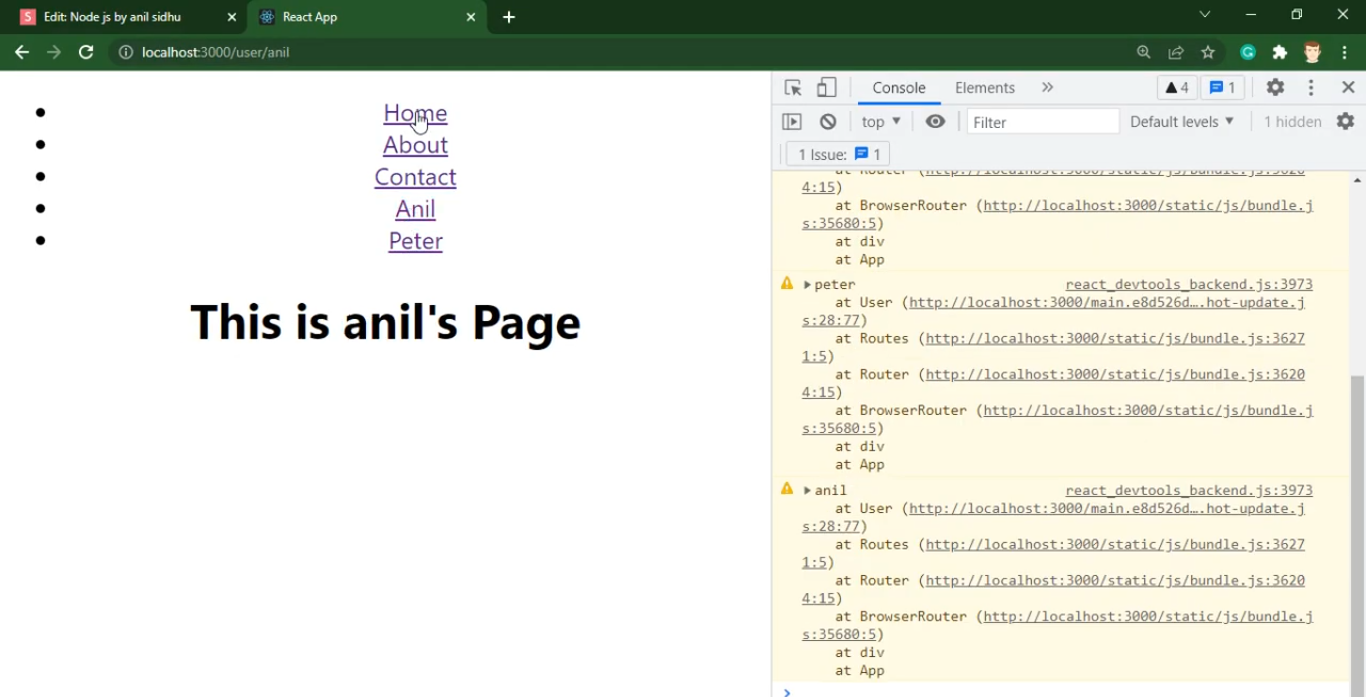 S Edit: Node js by anil sidhu
React App
localhost:3000/user/anil
Home
About
Contact
Anil
Peter
This is anil's Page
Console Elements 4 1
top Filter Default levels 1 hidden
1 Issue: 1
at Router (http://localhost:3000/static/js/bundle.js:3620
4:15)
at BrowserRouter (http://localhost:3000/static/js/bundle.j
s:35680:5)
at div
at App
peter react_devtools_backend.js:3973
at User (http://localhost:3000/main.e8d526d….hot-update.j
s:28:77)
at Routes (http://localhost:3000/static/js/bundle.js:3627
1:5)
at Router (http://localhost:3000/static/js/bundle.js:3620
4:15)
at BrowserRouter (http://localhost:3000/static/js/bundle.j
s:35680:5)
at div
at App
anil react_devtools_backend.js:3973
at User (http://localhost:3000/main.e8d526d….hot-update.j
s:28:77)
at Routes (http://localhost:3000/static/js/bundle.js:3627
1:5)
at Router (http://localhost:3000/static/js/bundle.js:3620
4:15)
at BrowserRouter (http://localhost:3000/static/js/bundle.j
s:35680:5)
at div
at App